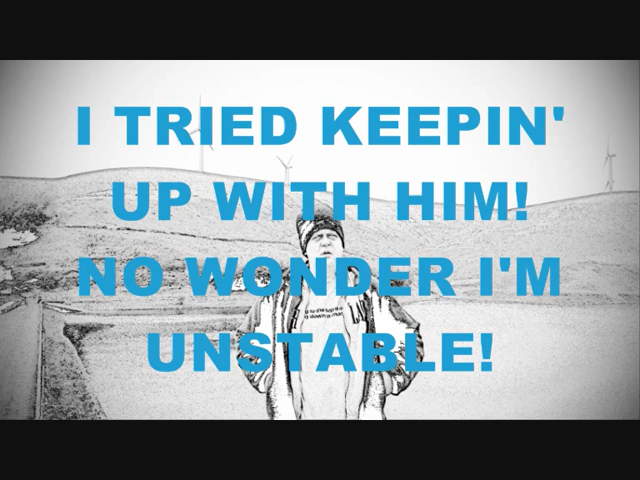 I TRIED KEEPIN'
UP WITH HIM!
NO WONDER I'M
UNSTABLE!